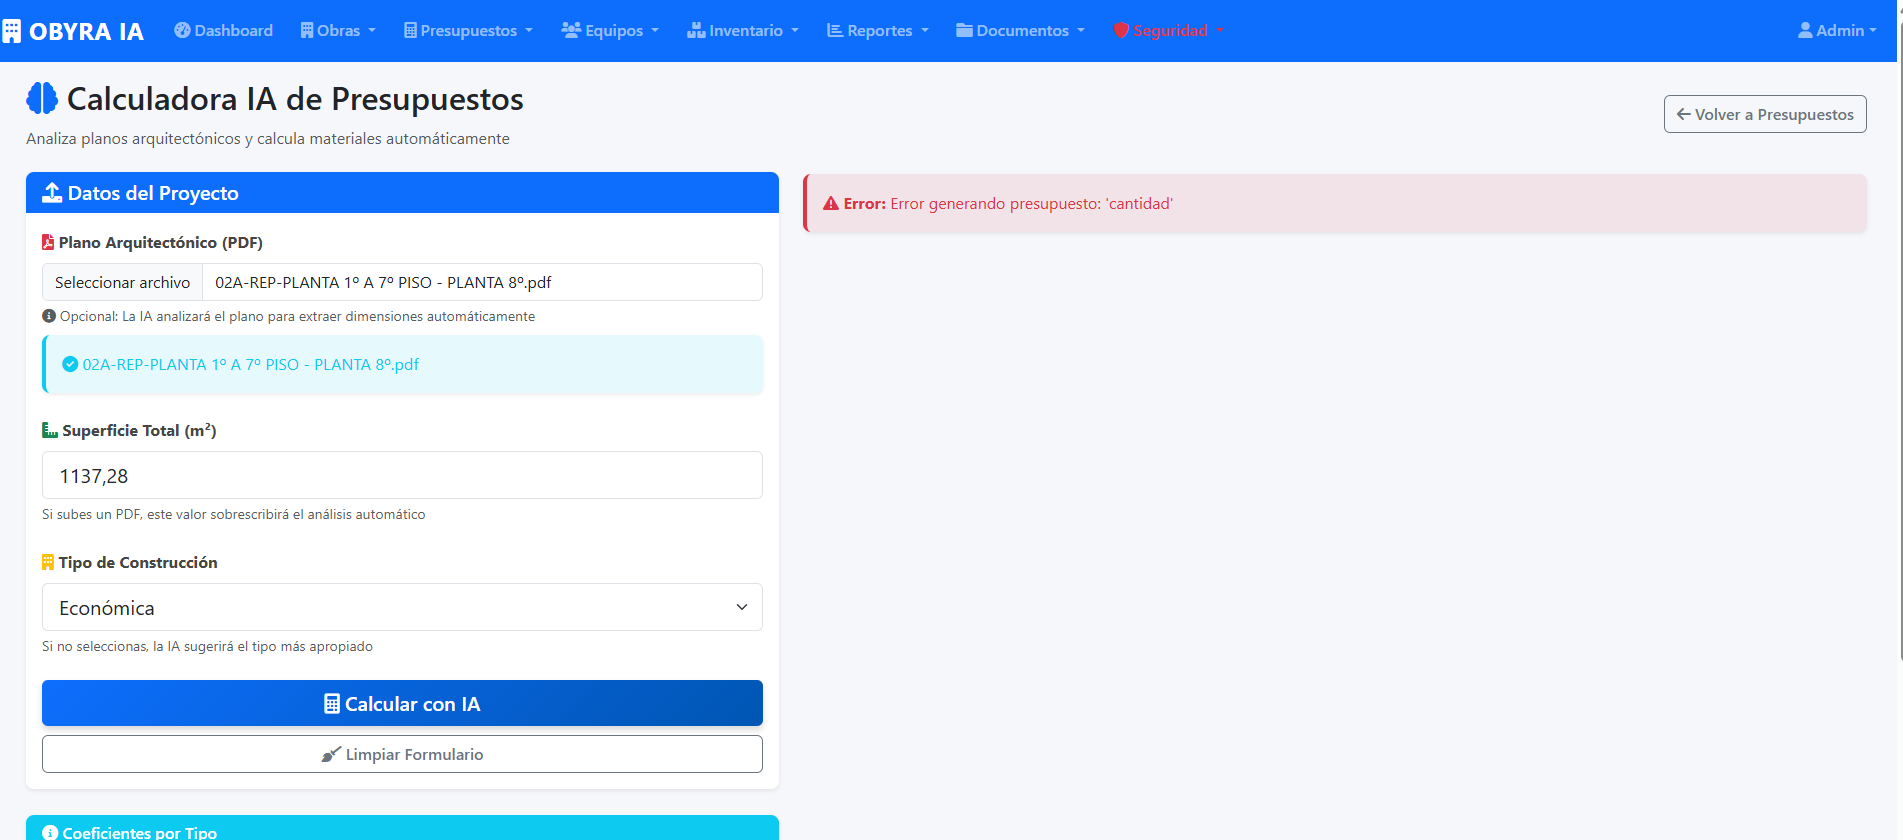 OBYRA IA Dashboard Obras Presupuestos Equipos Inventario Reportes Documentos Seguridad Admin
Calculadora IA de Presupuestos
Analiza planos arquitectónicos y calcula materiales automáticamente
Volver a Presupuestos
Datos del Proyecto
Plano Arquitectónico (PDF)
Seleccionar archivo 02A-REP-PLANTA 1º A 7º PISO - PLANTA 8º.pdf
Opcional: La IA analizará el plano para extraer dimensiones automáticamente
02A-REP-PLANTA 1º A 7º PISO - PLANTA 8º.pdf
Superficie Total (m²)
1137,28
Si subes un PDF, este valor sobrescribirá el análisis automático
Tipo de Construcción
Económica
Si no seleccionas, la IA sugerirá el tipo más apropiado
Calcular con IA
Limpiar Formulario
Coeficientes por Tipo
Error: Error generando presupuesto: 'cantidad'